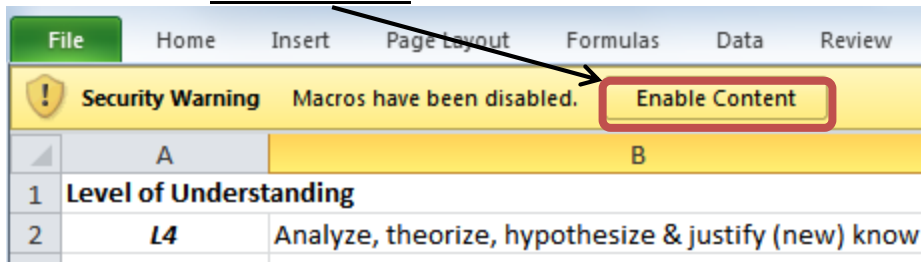 File Home Insert Page Layout Formulas Data Review
! Security Warning Macros have been disabled. Enable Content
A B
1 Level of Understanding
2 L4 Analyze, theorize, hypothesize & justify (new) know